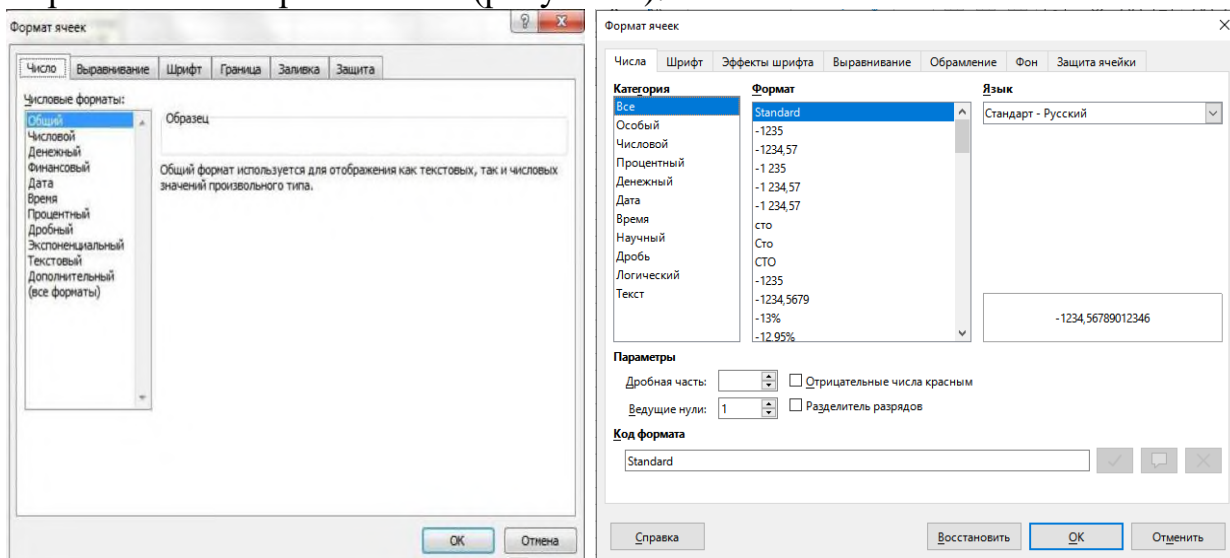 Формат ячеек
Число Выравнивание Шрифт Граница Заливка Защита
Числовые форматы:
Общий
Числовой
Денежный
Финансовый
Дата
Время
Процентный
Дробный
Экспоненциальный
Текстовый
Дополнительный
(все форматы)
Образец
Общий формат используется для отображения как текстовых, так и числовых
значений произвольного типа.
ОК Отмена
Формат ячеек
Числа Шрифт Эффекты шрифта Выравнивание Обрамление Фон Защита ячейки
Категория
Все
Особый
Числовой
Процентный
Денежный
Дата
Время
Научный
Дробь
Логический
Текст
Формат
Standard
-1235
-1234,57
-1 235
-1 234,57
-1 234,57
сто
Сто
СТО
-1235
-1234,5679
-13%
-12,95%
Язык
Стандарт - Русский
-1234,56789012346
Параметры
Дробная часть:
Отрицательные числа красным
Ведущие нули: 1
Разделитель разрядов
Код формата
Standard
Справка Восстановить ОК Отменить